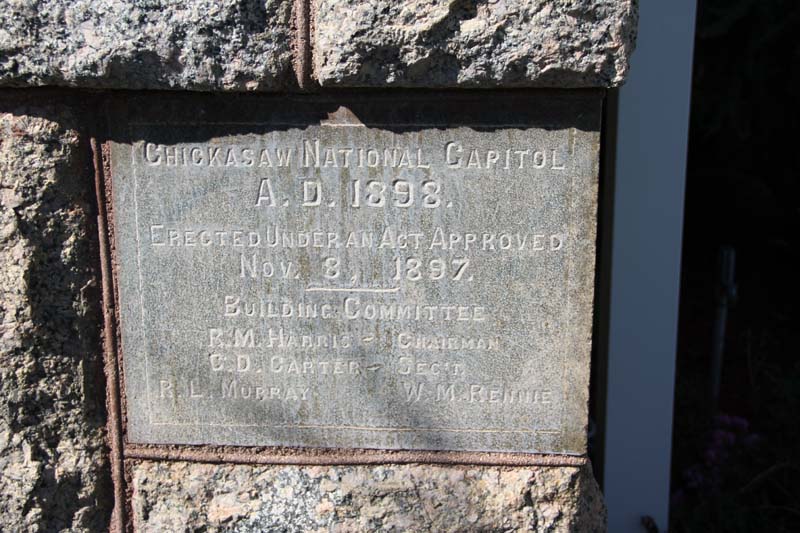 CHICKASAW NATIONAL CAPITOL
A. D. 1898.
ERECTED UNDER AN ACT APPROVED
NOV. 3, 1897.
BUILDING COMMITTEE
R. M. HARRIS - CHAIRMAN
C. D. CARTER - SEC'T
R. L. MURRAY W. M. RENNIE